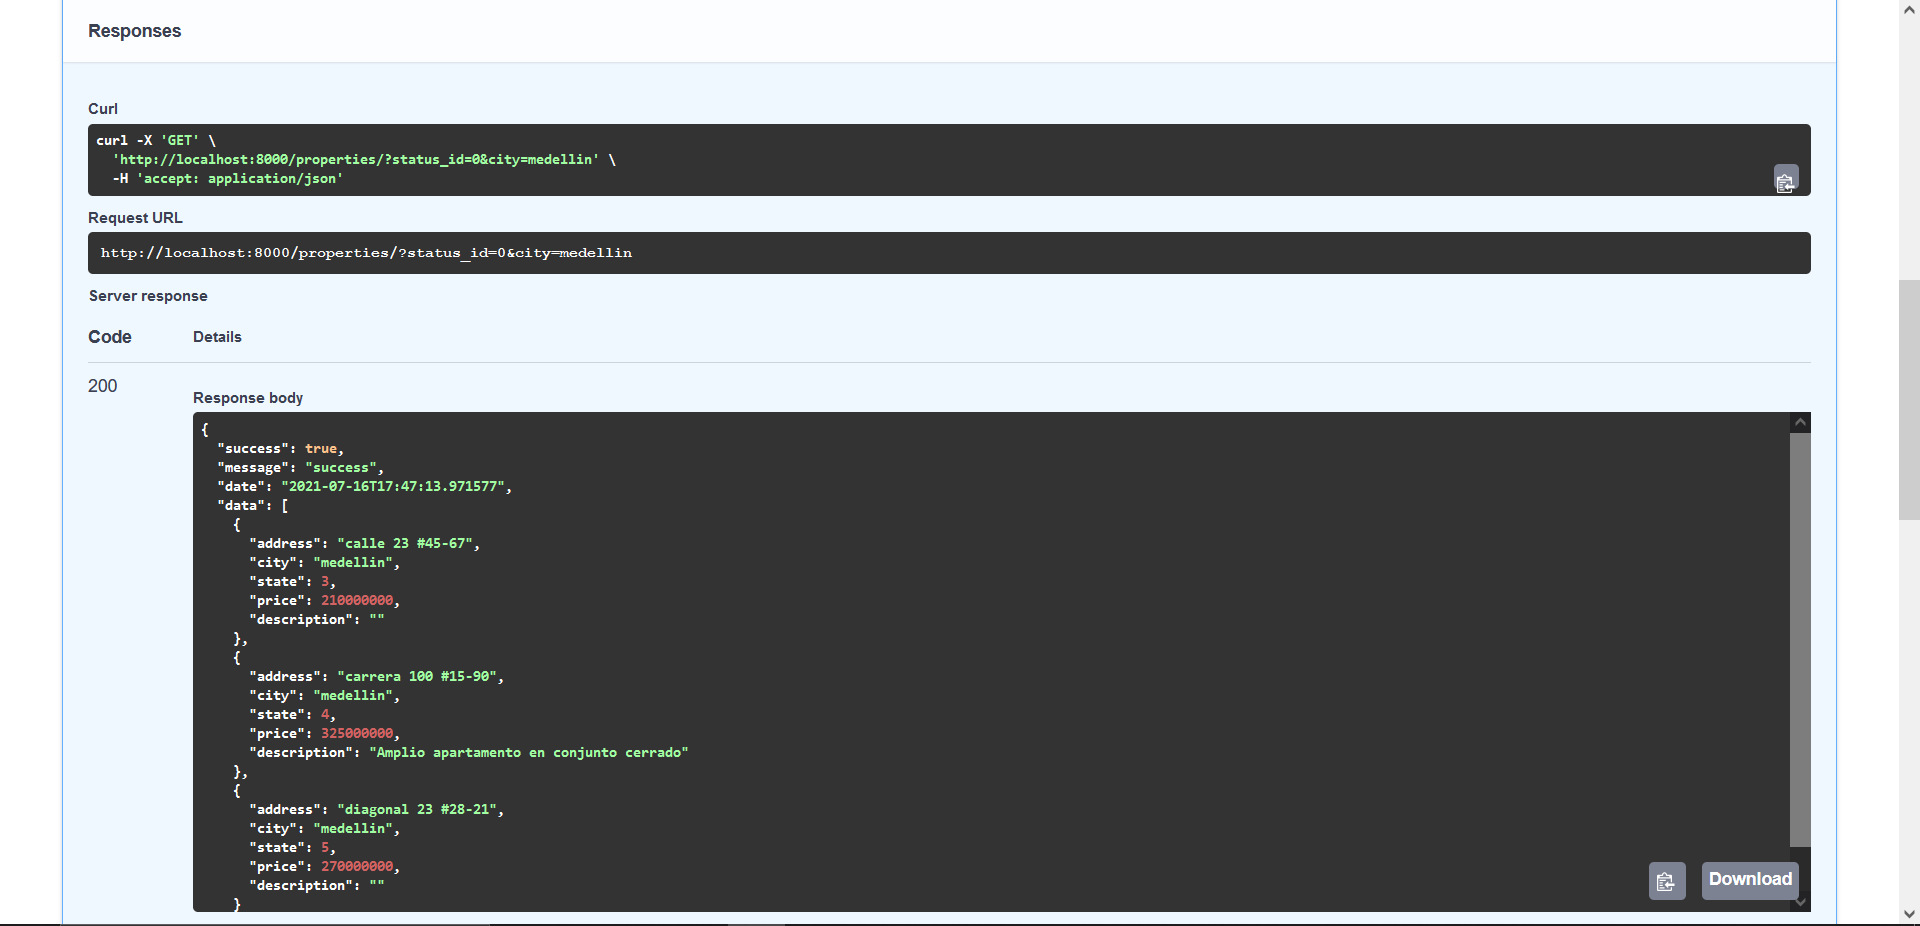 Responses
Curl
curl -X 'GET' \
  'http://localhost:8000/properties/?status_id=0&city=medellin' \
  -H 'accept: application/json'
Request URL
http://localhost:8000/properties/?status_id=0&city=medellin
Server response
Code Details
200
Response body
{
  "success": true,
  "message": "success",
  "date": "2021-07-16T17:47:13.971577",
  "data": [
    {
      "address": "calle 23 #45-67",
      "city": "medellin",
      "state": 3,
      "price": 210000000,
      "description": ""
    },
    {
      "address": "carrera 100 #15-90",
      "city": "medellin",
      "state": 4,
      "price": 325000000,
      "description": "Amplio apartamento en conjunto cerrado"
    },
    {
      "address": "diagonal 23 #28-21",
      "city": "medellin",
      "state": 5,
      "price": 270000000,
      "description": ""
    }
Download